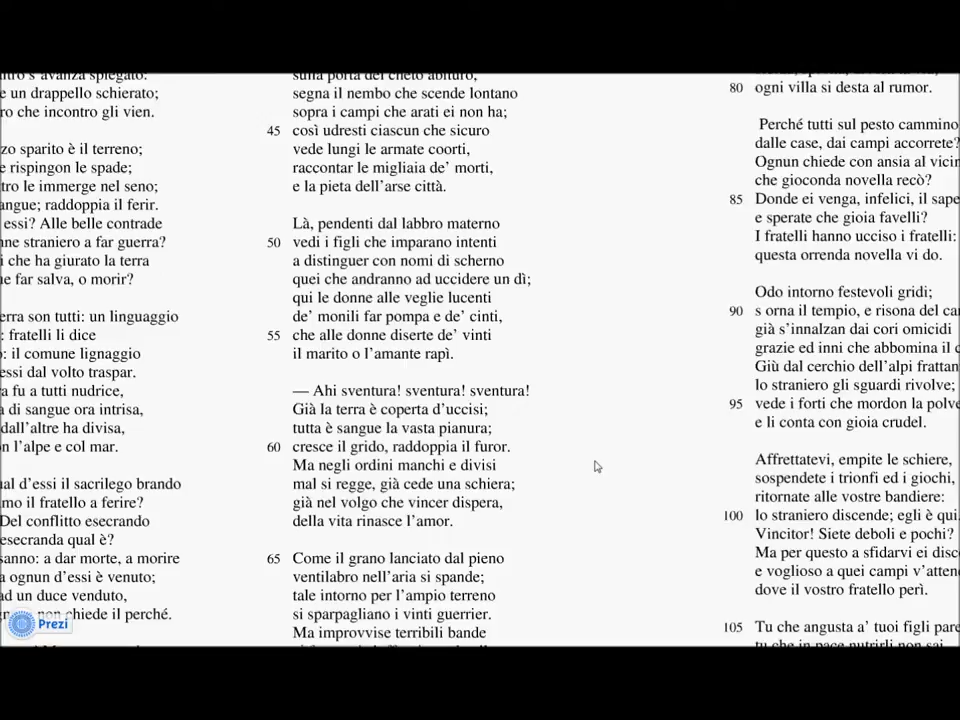 e un drappello schierato;
ro che incontro gli vien.
zo sparito è il terreno;
e rispingon le spade;
tro le immerge nel seno;
angue; raddoppia il ferir.
essi? Alle belle contrade
ne straniero a far guerra?
i che ha giurato la terra
e far salva, o morir?
erra son tutti: un linguaggio
: fratelli li dice
o: il comune lignaggio
essi dal volto traspar.
a fu a tutti nudrice,
a di sangue ora intrisa,
dall'altre ha divisa,
n l'alpe e col mar.
al d'essi il sacrilego brando
mo il fratello a ferire?
Del conflitto esecrando
esecranda qual è?
sanno: a dar morte, a morire
a ognun d'essi è venuto;
ad un duce venduto,
non chiede il perché.
Prezi
sulla porta del cheto abituro,
segna il nembo che scende lontano
sopra i campi che arati ei non ha;
45 così udresti ciascun che sicuro
vede lungi le armate coorti,
raccontar le migliaia de' morti,
e la pieta dell'arse città.
Là, pendenti dal labbro materno
50 vedi i figli che imparano intenti
a distinguer con nomi di scherno
quei che andranno ad uccidere un dì;
qui le donne alle veglie lucenti
de' monili far pompa e de' cinti,
55 che alle donne diserte de' vinti
il marito o l'amante rapì.
— Ahi sventura! sventura! sventura!
Già la terra è coperta d'uccisi;
tutta è sangue la vasta pianura;
60 cresce il grido, raddoppia il furor.
Ma negli ordini manchi e divisi
mal si regge, già cede una schiera;
già nel volgo che vincer dispera,
della vita rinasce l'amor.
65 Come il grano lanciato dal pieno
ventilabro nell'aria si spande;
tale intorno per l'ampio terreno
si sparpagliano i vinti guerrier.
Ma improvvise terribili bande
80 ogni villa si desta al rumor.
Perché tutti sul pesto cammino
dalle case, dai campi accorrete?
Ognun chiede con ansia al vicin
che gioconda novella recò?
85 Donde ei venga, infelici, il sape
e sperate che gioia favelli?
I fratelli hanno ucciso i fratelli:
questa orrenda novella vi do.
Odo intorno festevoli gridi;
90 s orna il tempio, e risona del ca
già s'innalzan dai cori omicidi
grazie ed inni che abbomina il c
Giù dal cerchio dell'alpi frattan
lo straniero gli sguardi rivolve;
95 vede i forti che mordon la polve
e li conta con gioia crudel.
Affrettatevi, empite le schiere,
sospendete i trionfi ed i giochi,
ritornate alle vostre bandiere:
100 lo straniero discende; egli è qui.
Vincitor! Siete deboli e pochi?
Ma per questo a sfidarvi ei disc
e voglioso a quei campi v'atten
dove il vostro fratello perì.
105 Tu che angusta a' tuoi figli pare
tu che in pace nutrirli non sai